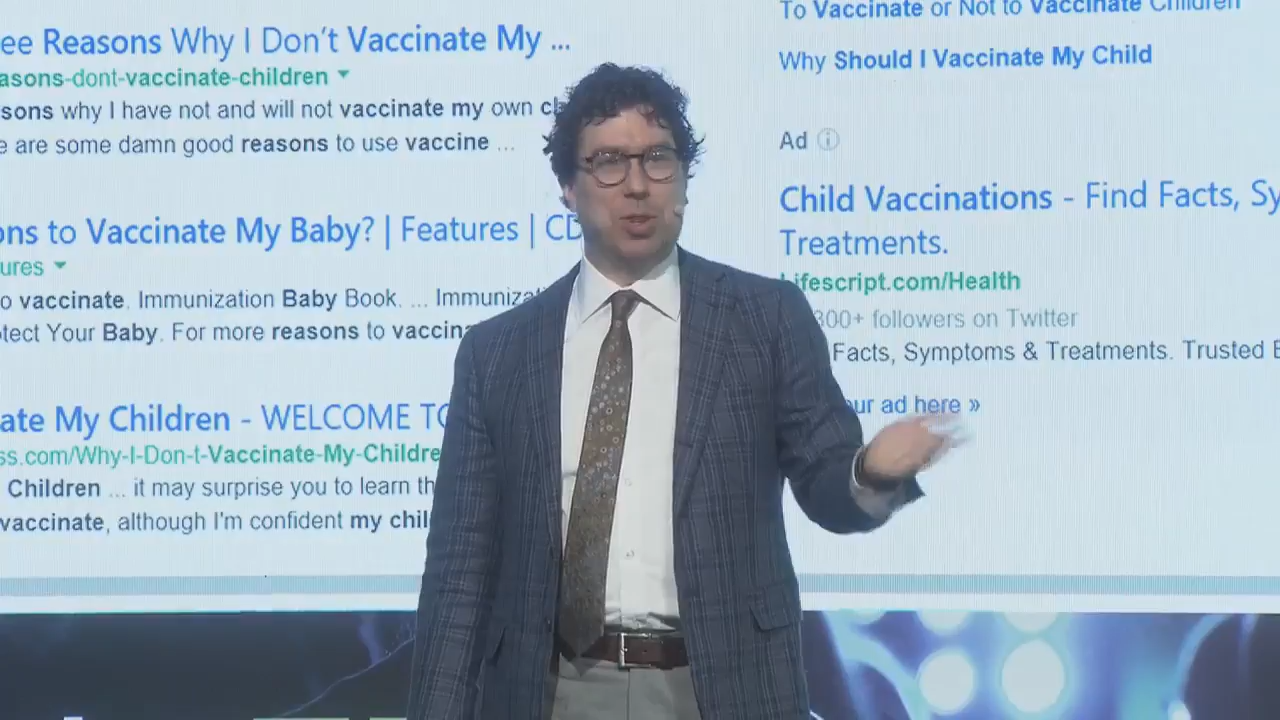 ee Reasons Why I Don't Vaccinate My ...
asons-dont-vaccinate-children
sons why I have not and will not vaccinate my own
e are some damn good reasons to use vaccine ...
ons to Vaccinate My Baby? | Features | CD
ures
o vaccinate. Immunization Baby Book. ... Immuniza
otect Your Baby. For more reasons to vaccina
ate My Children - WELCOME TO
ss.com/Why-I-Don-t-Vaccinate-My-Childre
Children ... it may surprise you to learn th
vaccinate, although I'm confident my chil
To Vaccinate or Not to Vaccinate Children
Why Should I Vaccinate My Child
Ad
Child Vaccinations - Find Facts, Sy
Treatments.
Lifescript.com/Health
300+ followers on Twitter
Facts, Symptoms & Treatments. Trusted E
ur ad here »